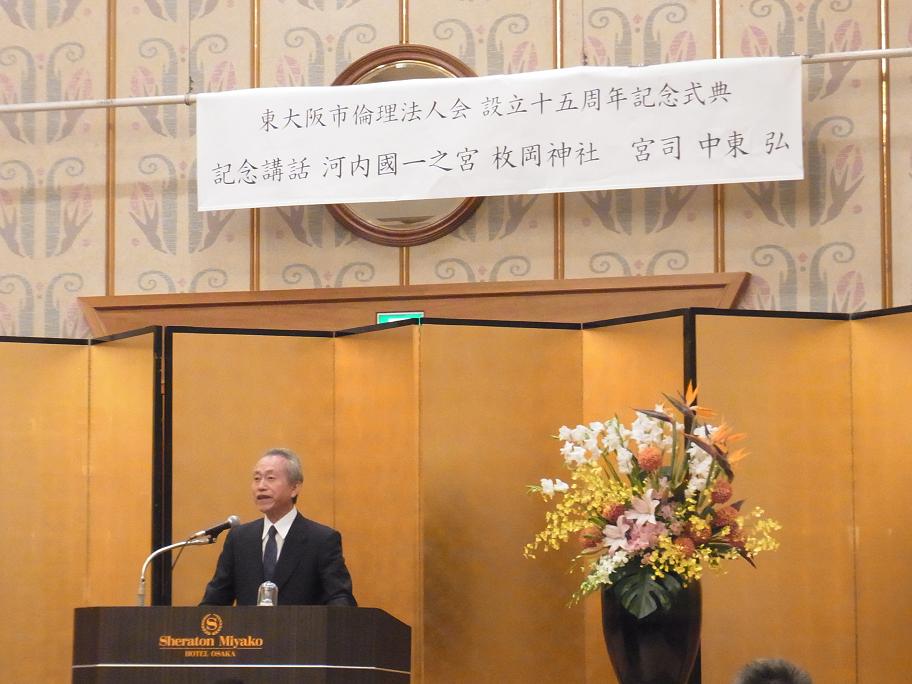 東大阪市倫理法人会 設立十五周年記念式典
記念講話 河内國一之宮 枚岡神社 宮司 中東 弘
S
Sheraton Miyako
HOTEL OSAKA